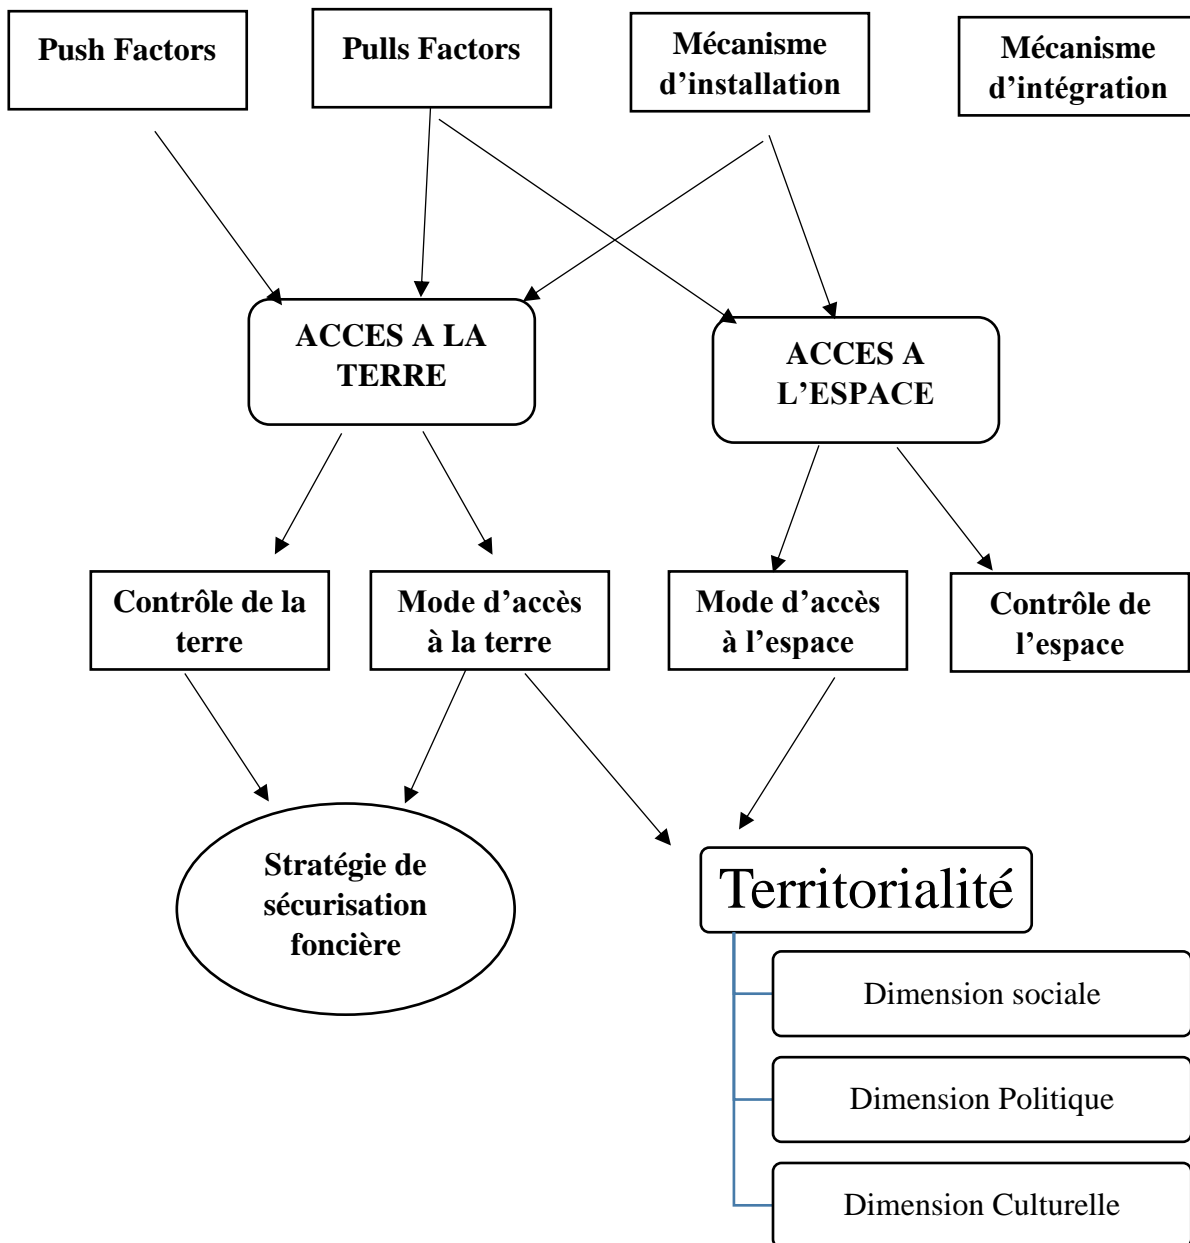 Push Factors
Pulls Factors
Mécanisme
d’installation
Mécanisme
d’intégration
ACCES A LA
TERRE
ACCES A
L’ESPACE
Contrôle de la
terre
Mode d’accès
à la terre
Mode d’accès
à l’espace
Contrôle de
l’espace
Stratégie de
sécurisation
foncière
Territorialité
Dimension sociale
Dimension Politique
Dimension Culturelle